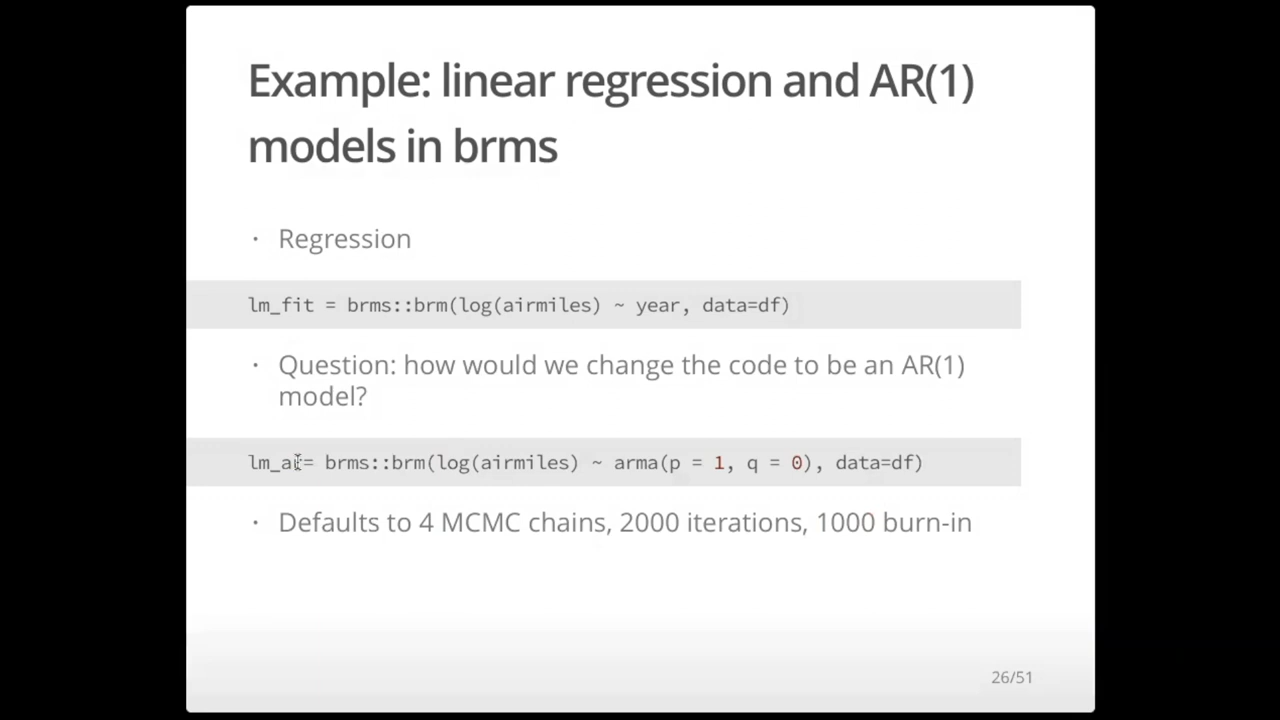 Example: linear regression and AR(1)
models in brms
· Regression
lm_fit = brms::brm(log(airmiles) ~ year, data=df)
· Question: how would we change the code to be an AR(1)
model?
lm_ar= brms::brm(log(airmiles) ~ arma(p = 1, q = 0), data=df)
· Defaults to 4 MCMC chains, 2000 iterations, 1000 burn-in
26/51